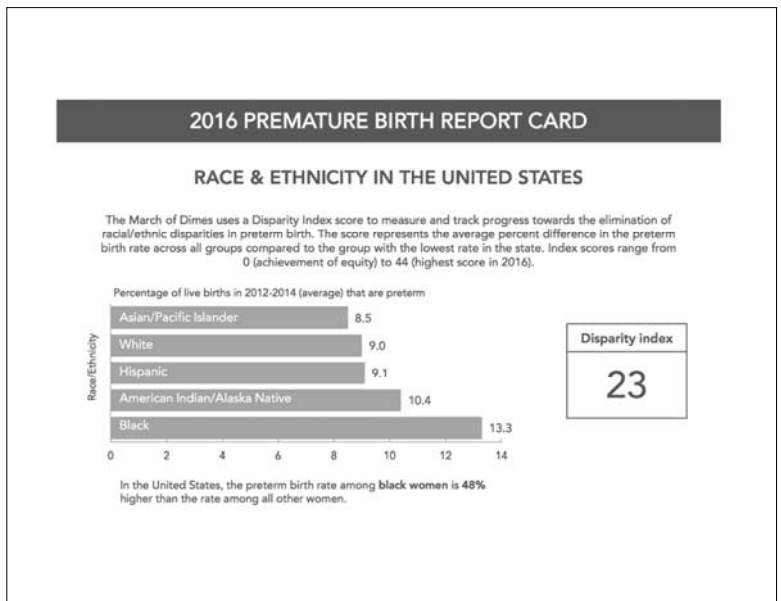 2016 PREMATURE BIRTH REPORT CARD
RACE & ETHNICITY IN THE UNITED STATES
The March of Dimes uses a Disparity Index score to measure and track progress towards the elimination of
racial/ethnic disparities in preterm birth. The score represents the average percent difference in the preterm
birth rate across all groups compared to the group with the lowest rate in the state. Index scores range from
0 (achievement of equity) to 44 (highest score in 2016).
Percentage of live births in 2012-2014 (average) that are preterm
Race/Ethnicity
Asian/Pacific Islander 8.5
White 9.0
Hispanic 9.1
American Indian/Alaska Native 10.4
Black 13.3
0 2 4 6 8 10 12 14
Disparity index
23
In the United States, the preterm birth rate among black women is 48%
higher than the rate among all other women.